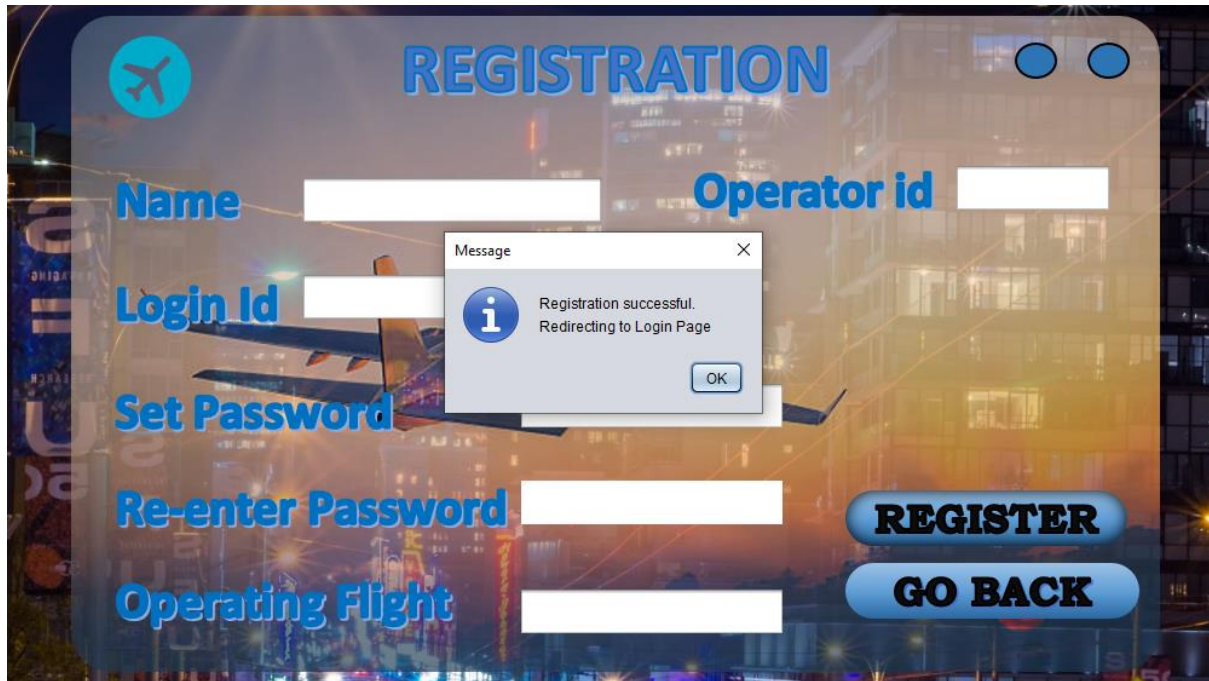 REGISTRATION
Name
Operator id
Message
Registration successful.
Redirecting to Login Page
OK
Login Id
Set Password
Re-enter Password
REGISTER
GO BACK
Operating Flight